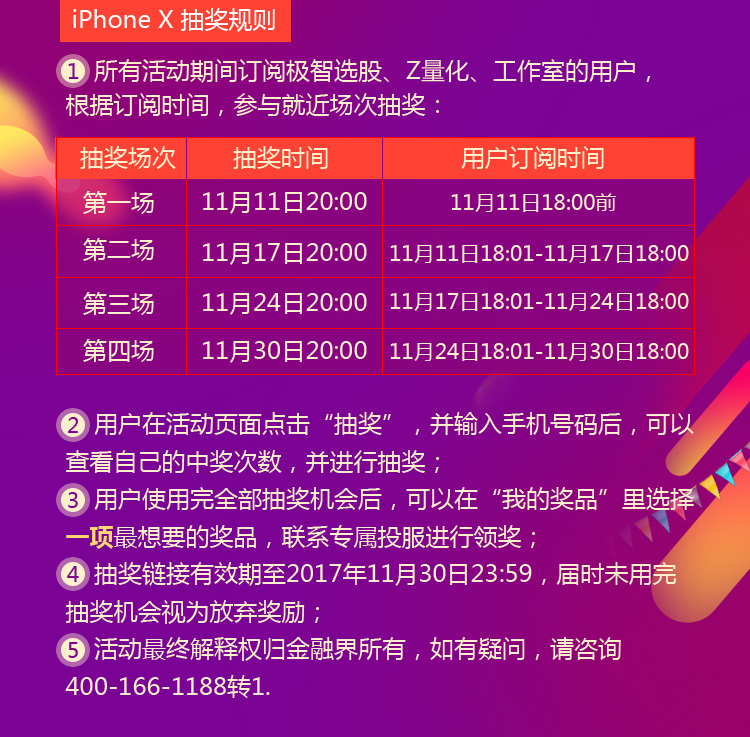 iPhone X 抽奖规则
1 所有活动期间订阅极智选股、Z量化、工作室的用户，
根据订阅时间，参与就近场次抽奖：
抽奖场次 抽奖时间 用户订阅时间
第一场 11月11日20:00 11月11日18:00前
第二场 11月17日20:00 11月11日18:01-11月17日18:00
第三场 11月24日20:00 11月17日18:01-11月24日18:00
第四场 11月30日20:00 11月24日18:01-11月30日18:00
2 用户在活动页面点击“抽奖”，并输入手机号码后，可以
查看自己的中奖次数，并进行抽奖；
3 用户使用完全部抽奖机会后，可以在“我的奖品”里选择
一项最想要的奖品，联系专属投服进行领奖；
4 抽奖链接有效期至2017年11月30日23:59，届时未用完
抽奖机会视为放弃奖励；
5 活动最终解释权归金融界所有，如有疑问，请咨询
400-166-1188转1.